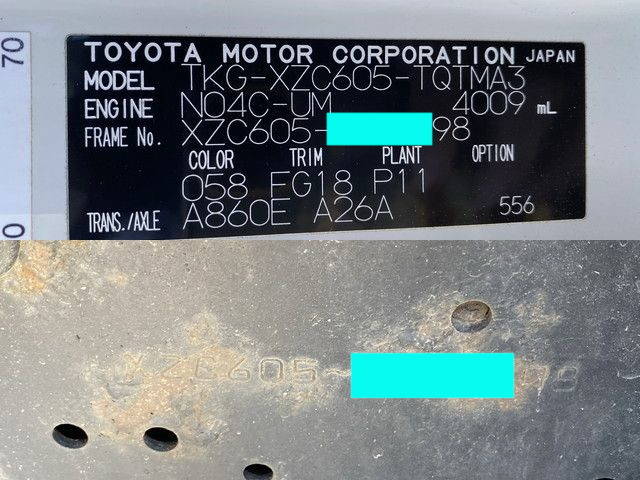 70
0
TOYOTA MOTOR CORPORATION JAPAN
MODEL TKG-XZC605-TQTMA3
ENGINE N04C-UM 4009 mL
FRAME No. XZC605- 98
COLOR TRIM PLANT OPTION
058 FG18 P11
TRANS./AXLE A860E A26A 556
XZC605- 98